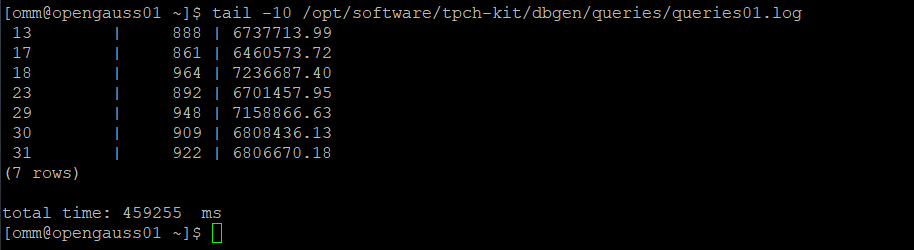 [omm@opengauss01 ~]$ tail -10 /opt/software/tpch-kit/dbgen/queries/queries01.log
 13        |     888 | 6737713.99
 17        |     861 | 6460573.72
 18        |     964 | 7236687.40
 23        |     892 | 6701457.95
 29        |     948 | 7158866.63
 30        |     909 | 6808436.13
 31        |     922 | 6806670.18
(7 rows)

total time: 459255  ms
[omm@opengauss01 ~]$